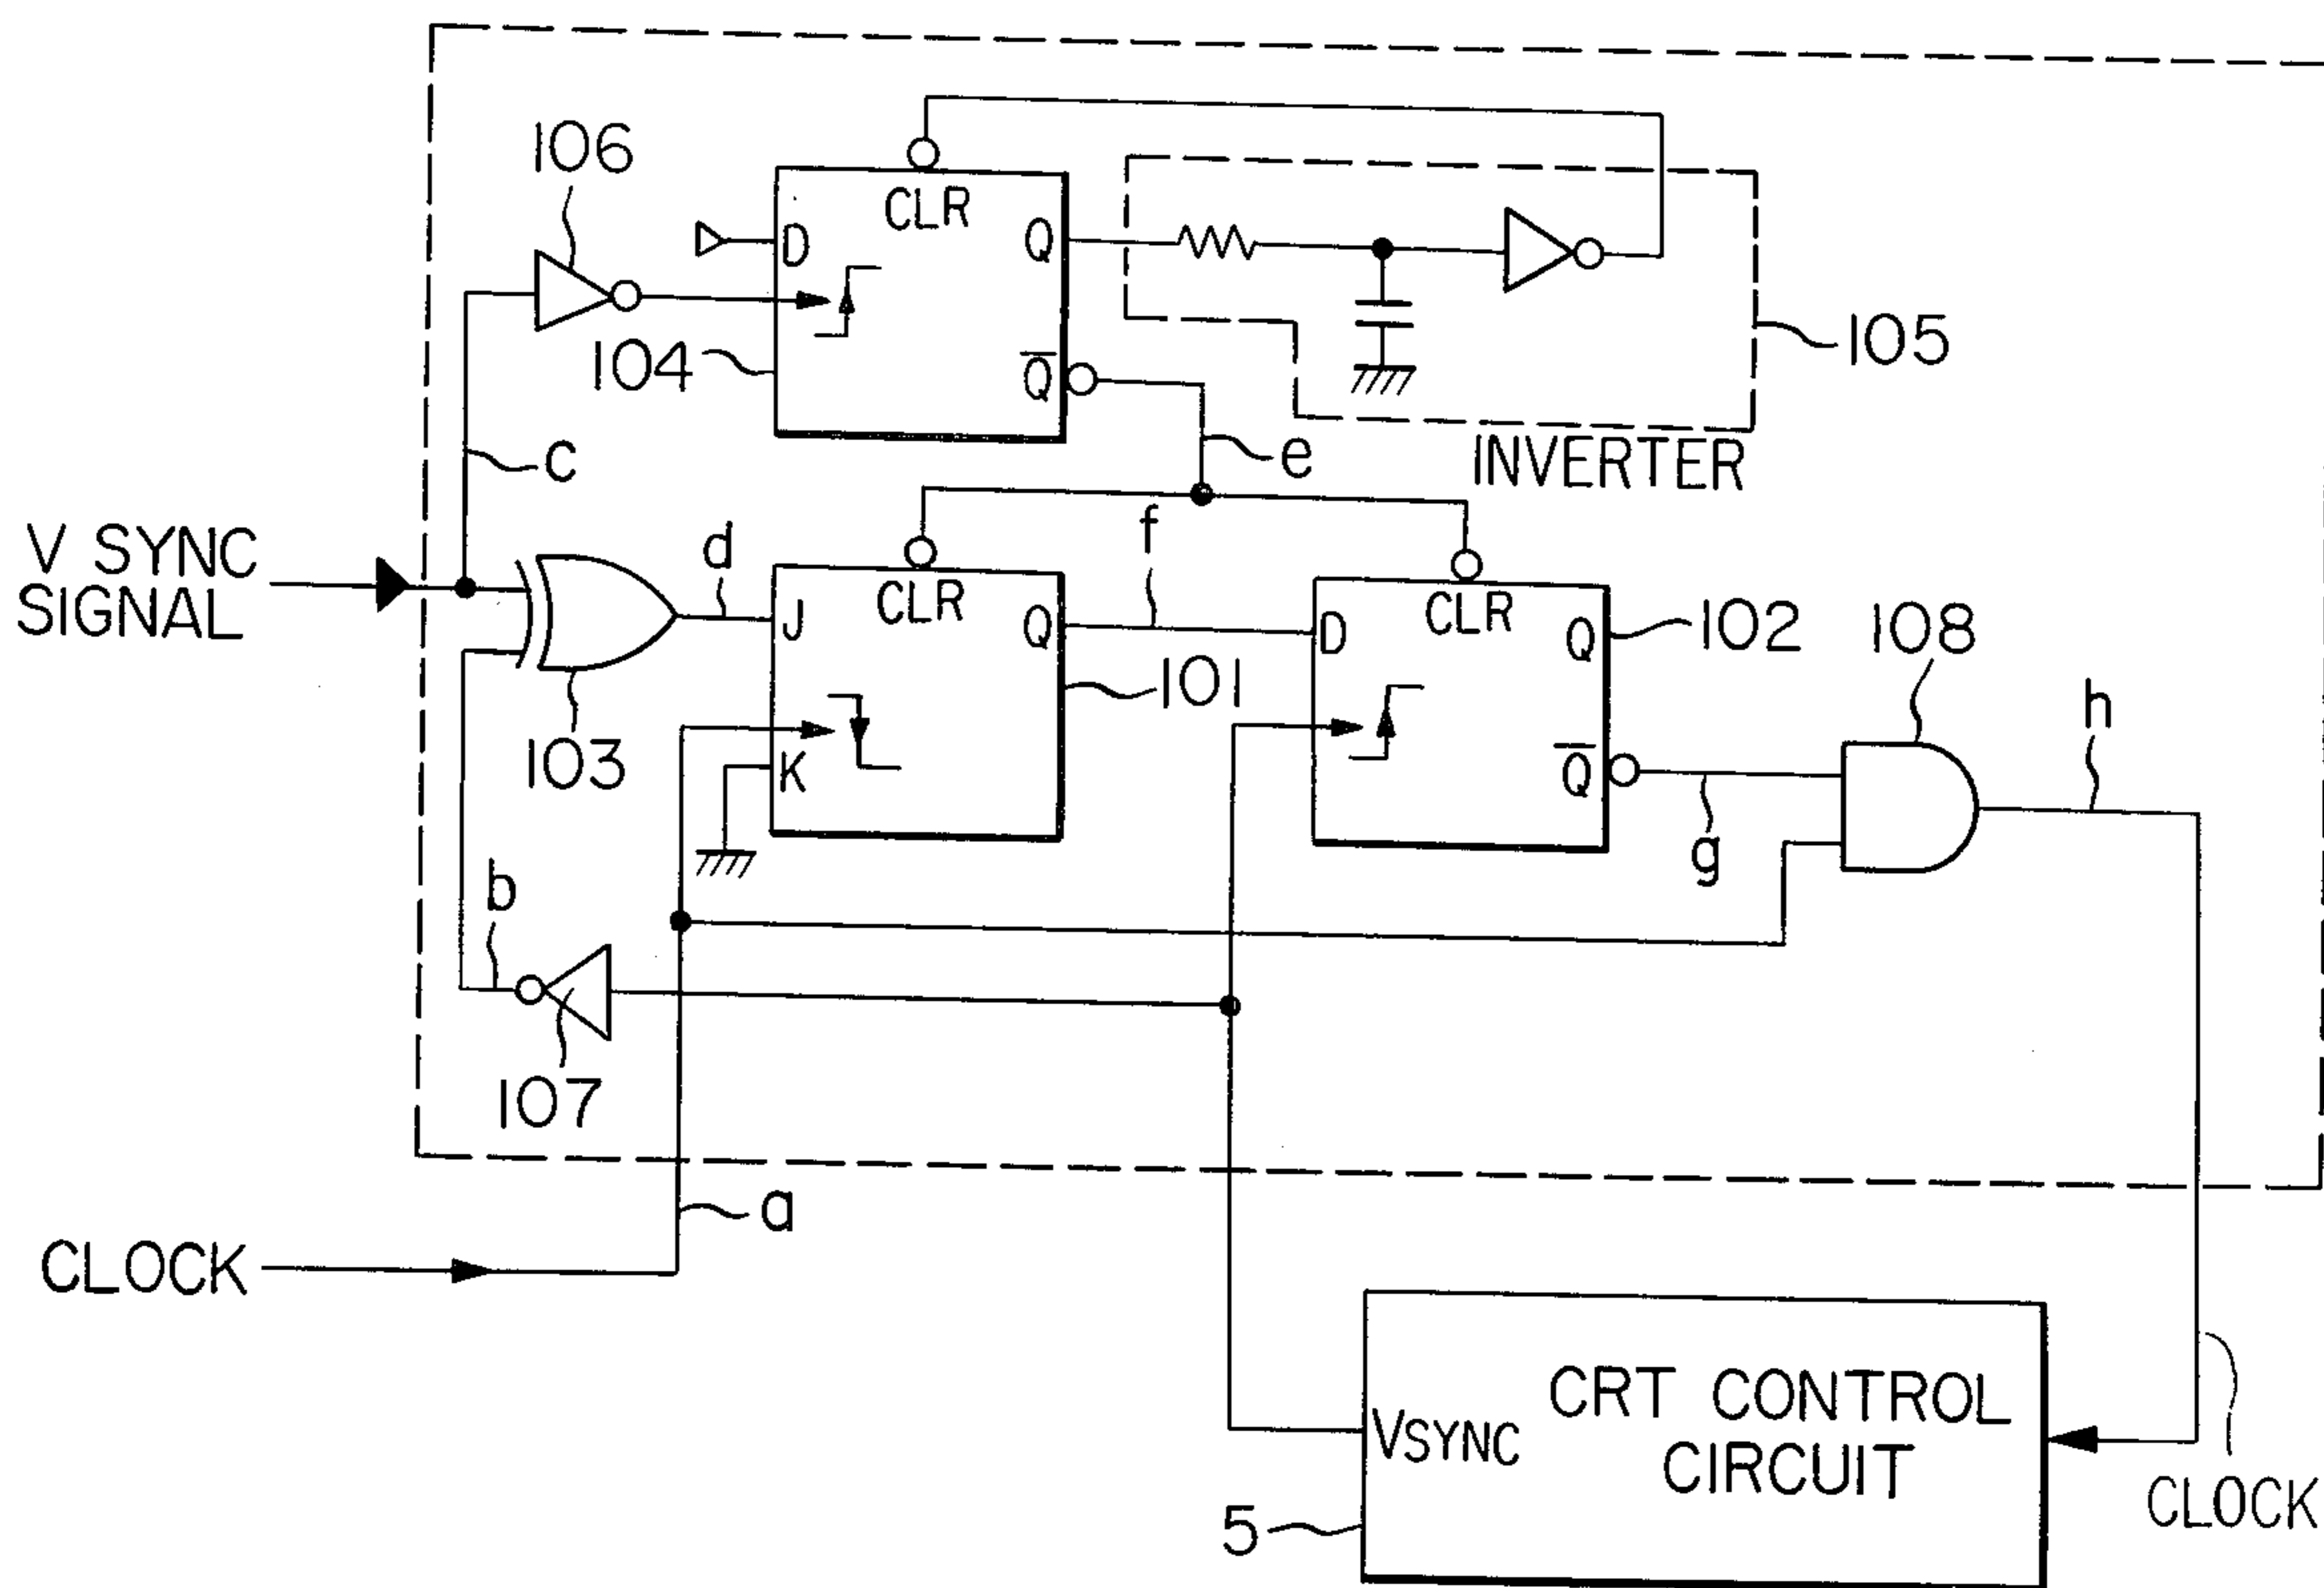 106
CLR
D
Q
104
Q
105
INVERTER
c
e
V SYNC
SIGNAL
d
f
J
CLR
Q
D
CLR
Q
102
108
h
101
103
K
Q
g
b
107
a
CLOCK
VSYNC
CRT CONTROL
CIRCUIT
5
CLOCK